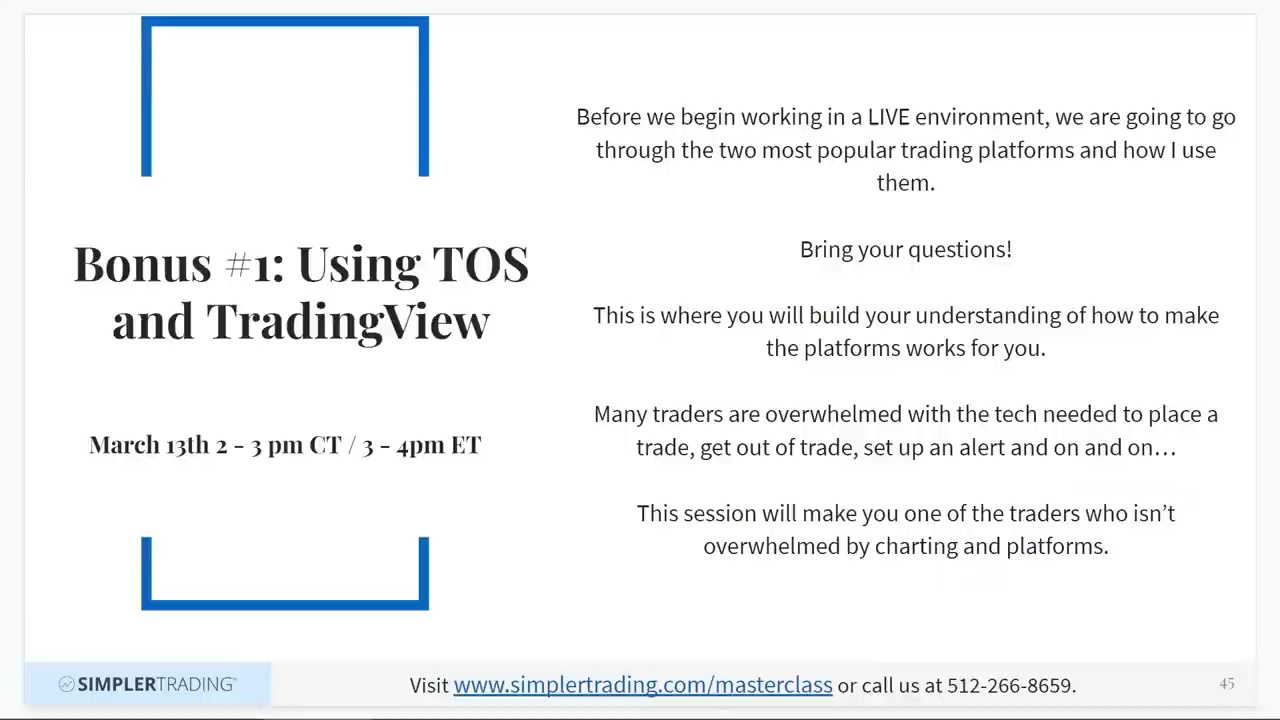 Bonus #1: Using TOS
and TradingView
March 13th 2 - 3 pm CT / 3 - 4pm ET
Before we begin working in a LIVE environment, we are going to go
through the two most popular trading platforms and how I use
them.
Bring your questions!
This is where you will build your understanding of how to make
the platforms works for you.
Many traders are overwhelmed with the tech needed to place a
trade, get out of trade, set up an alert and on and on…
This session will make you one of the traders who isn’t
overwhelmed by charting and platforms.
SIMPLERTRADING
Visit www.simplertrading.com/masterclass or call us at 512-266-8659.
45